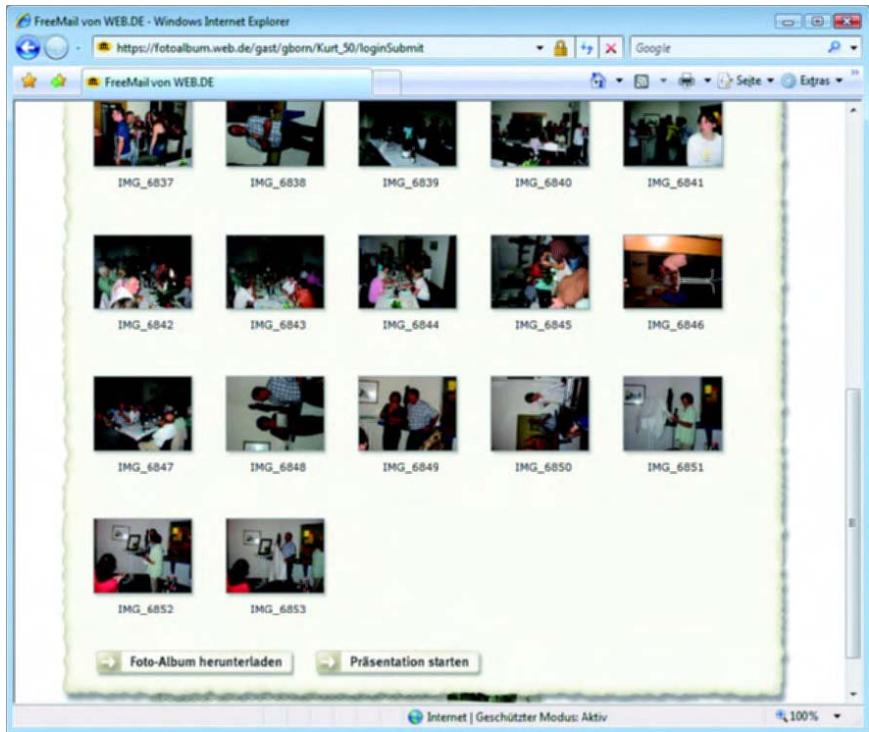 FreeMail von WEB.DE - Windows Internet Explorer
https://fotoalbum.web.de/gast/gborn/Kurt_50/loginSubmit
Google
FreeMail von WEB.DE
Seite
Extras
IMG_6837 IMG_6838 IMG_6839 IMG_6840 IMG_6841
IMG_6842 IMG_6843 IMG_6844 IMG_6845 IMG_6846
IMG_6847 IMG_6848 IMG_6849 IMG_6850 IMG_6851
IMG_6852 IMG_6853
Foto-Album herunterladen Präsentation starten
Internet | Geschützter Modus: Aktiv 100%